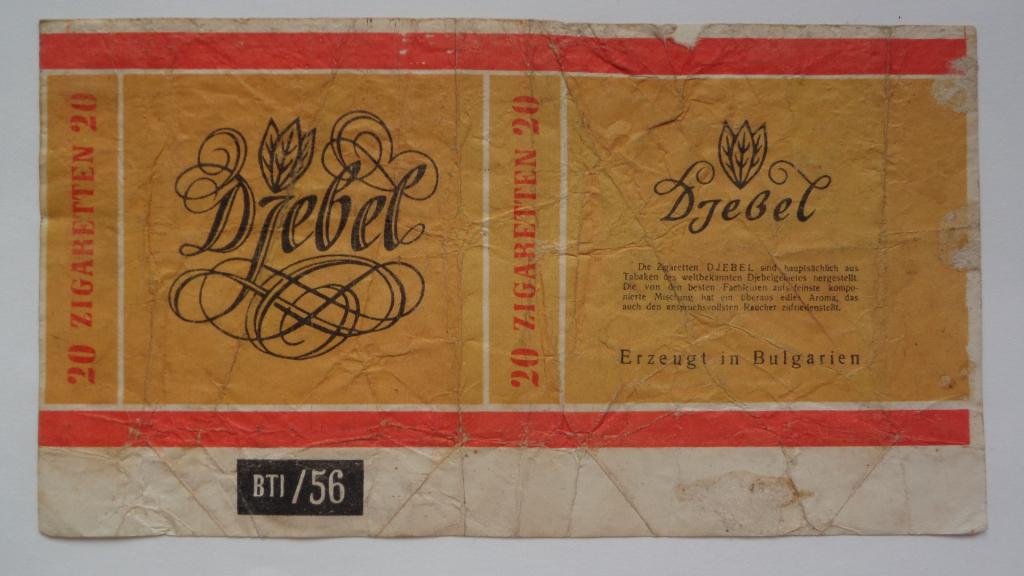 20 ZIGARETTEN 20
Djebel
20 ZIGARETTEN 20
Djebel
Die Zigaretten DJEBEL sind hauptsächlich aus
Tabaken des weltbekannten Djebelgebietes hergestellt.
Die von den besten Fachleuten aufs feinste kompo-
nierte Mischung hat ein überaus edles Aroma, das
auch den anspruchsvollsten Raucher zufriedenstellt.
Erzeugt in Bulgarien
BTI/56